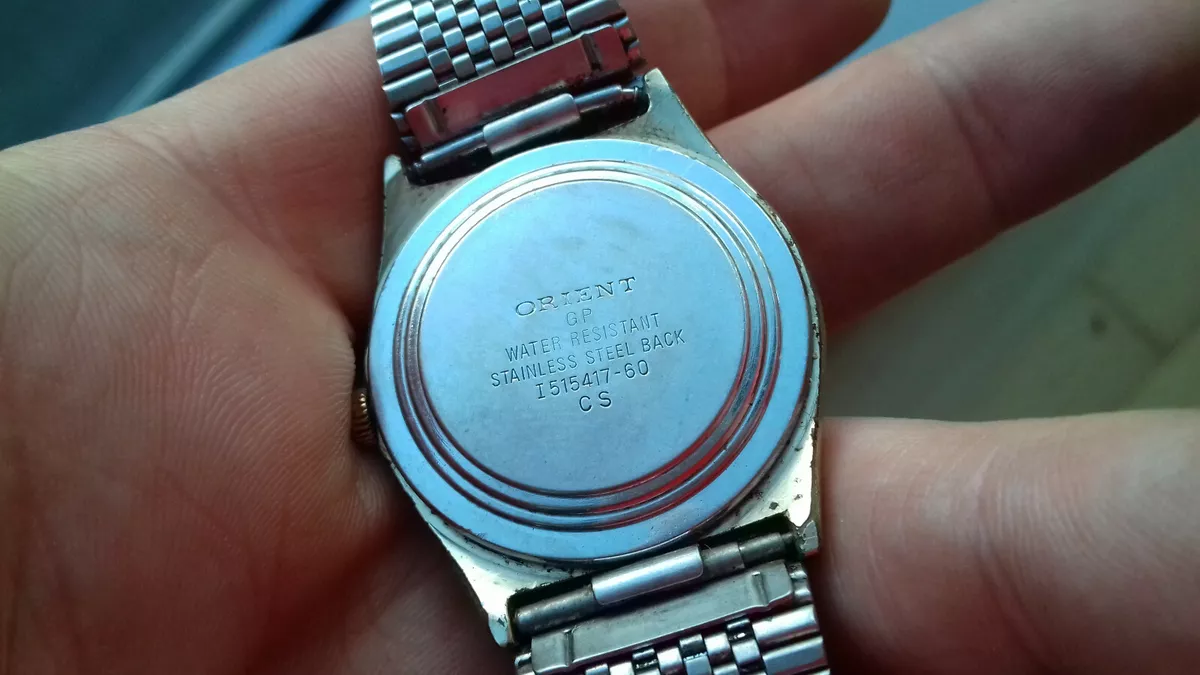 ORIENT
GP
WATER RESISTANT
STAINLESS STEEL BACK
I515417-60
CS